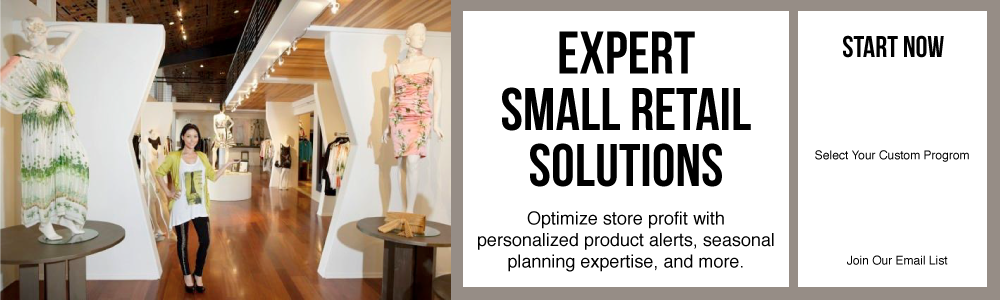 EXPERT
SMALL RETAIL
SOLUTIONS
Optimize store profit with
personalized product alerts, seasonal
planning expertise, and more.
START NOW
Select Your Custom Progrom
Join Our Email List